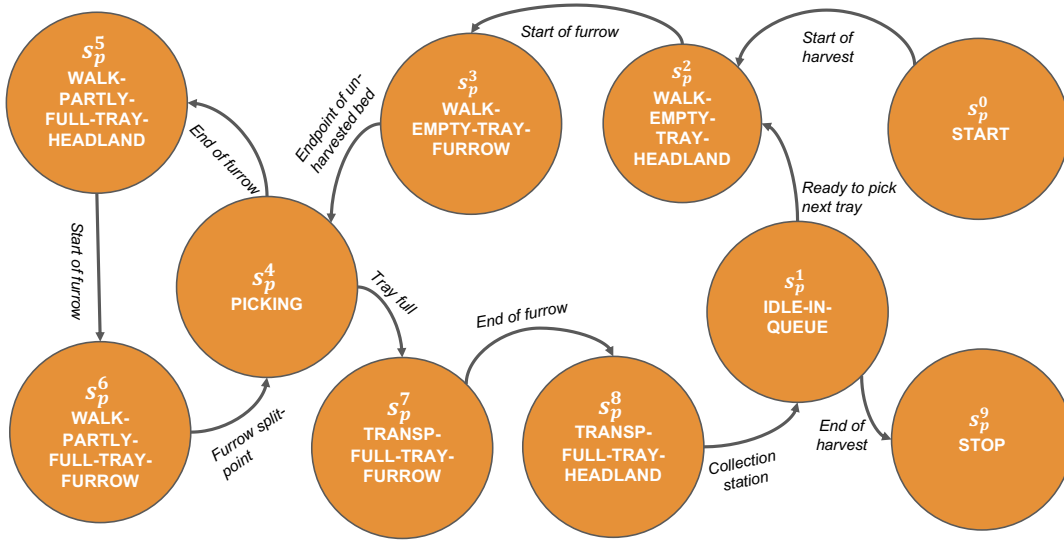 s_p^5
WALK-
PARTLY-
FULL-TRAY-
HEADLAND
End of furrow
Start of furrow
s_p^6
WALK-
PARTLY-
FULL-TRAY-
FURROW
Furrow split-
point
s_p^4
PICKING
Endpoint of un-
harvested bed
s_p^3
WALK-
EMPTY-TRAY-
FURROW
Start of furrow
s_p^2
WALK-
EMPTY-
TRAY-
HEADLAND
Start of
harvest
s_p^0
START
Ready to pick
next tray
s_p^1
IDLE-IN-
QUEUE
Tray full
s_p^7
TRANSP-
FULL-TRAY-
FURROW
End of furrow
s_p^8
TRANSP-
FULL-TRAY-
HEADLAND
Collection
station
End of
harvest
s_p^9
STOP